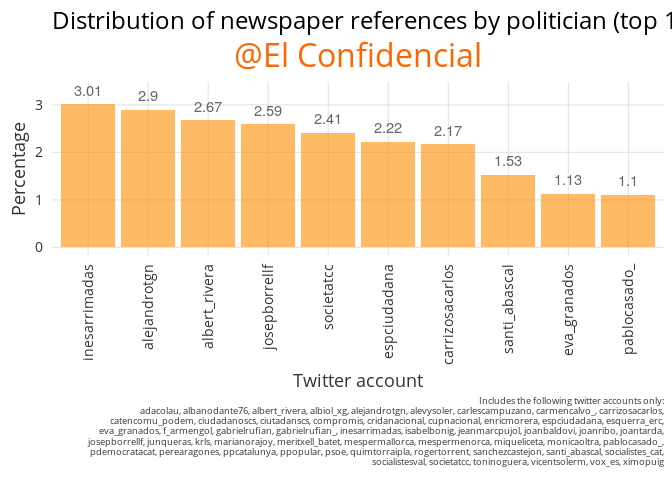 Distribution of newspaper references by politician (top 1
@El Confidencial
Percentage
3
2
1
0
3.01
2.9
2.67
2.59
2.41
2.22
2.17
1.53
1.13
1.1
inesarrimadas
alejandrotgn
albert_rivera
josepborrellf
societatcc
espciudadana
carrizosacarlos
santi_abascal
eva_granados
pablocasado_
Twitter account
Includes the following twitter accounts only:
adacolau, albanodante76, albert_rivera, albiol_xg, alejandrotgn, alevysoler, carlescampuzano, carmencalvo_, carrizosacarlos,
catencomu_podem, ciudadanoscs, ciutadanscs, compromis, cridanacional, cupnacional, enricmorera, espciudadana, esquerra_erc,
eva_granados, f_armengol, gabrielrufian, gabrielrufian_, inesarrimadas, isabelbonig, jeanmarcpujol, joanbaldovi, joanribo, joantarda,
josepborrellf, junqueras, krls, marianorajoy, meritxell_batet, mespermallorca, mespermenorca, miqueliceta, monicaoltra, pablocasado_,
pdemocratacat, perearagones, ppcatalunya, ppopular, psoe, quimtorraipla, rogertorrent, sanchezcastejon, santi_abascal, socialistes_cat,
socialistesval, societatcc, toninoguera, vicentsolerm, vox_es, ximopuig